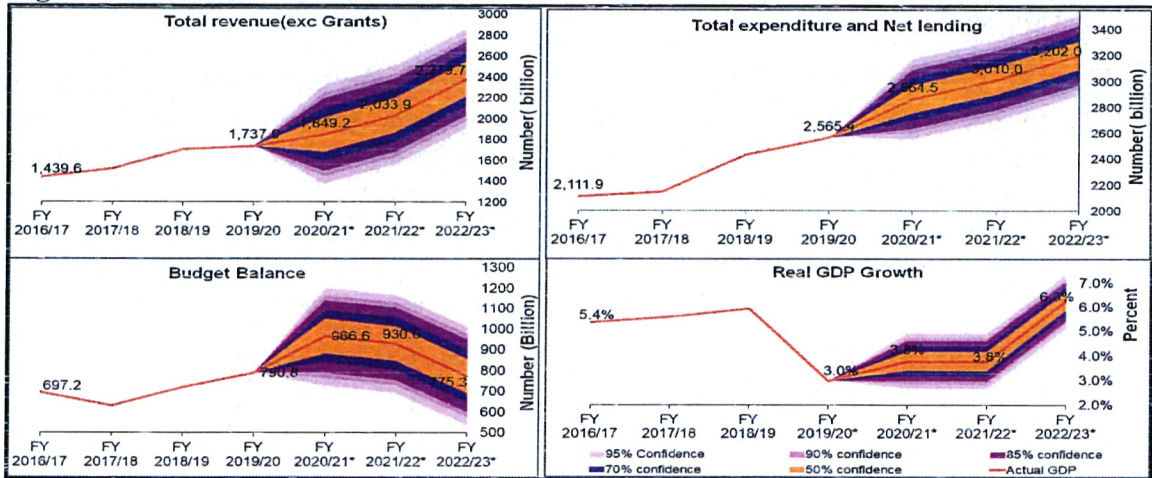 Total revenue(exc Grants)
3000
2800
2600
2400
2200
2000
1800
1600
1400
1200
Number( billion)
1,439.6
1,849.2
2,033.9
FY 2016/17
FY 2017/18
FY 2018/19
FY 2019/20
FY 2020/21*
FY 2021/22*
FY 2022/23*
Total expenditure and Net lending
3400
3200
3000
2800
2600
2400
2200
2000
Number( billion)
2,111.9
2,565.4
FY 2016/17
FY 2017/18
FY 2018/19
FY 2019/20
FY 2020/21*
FY 2021/22*
FY 2022/23*
Budget Balance
1300
1200
1100
1000
900
800
700
600
500
Number (Billion)
697.2
790.8
FY 2016/17
FY 2017/18
FY 2018/19
FY 2019/20
FY 2020/21*
FY 2021/22*
FY 2022/23*
Real GDP Growth
7.0%
6.0%
5.0%
4.0%
3.0%
2.0%
Percent
5.4%
3.0%
3.8%
3.8%
FY 2016/17
FY 2017/18
FY 2018/19
FY 2019/20*
FY 2020/21*
FY 2021/22*
FY 2022/23*
95% Confidence
90% confidence
85% confidence
70% confidence
50% confidence
Actual GDP